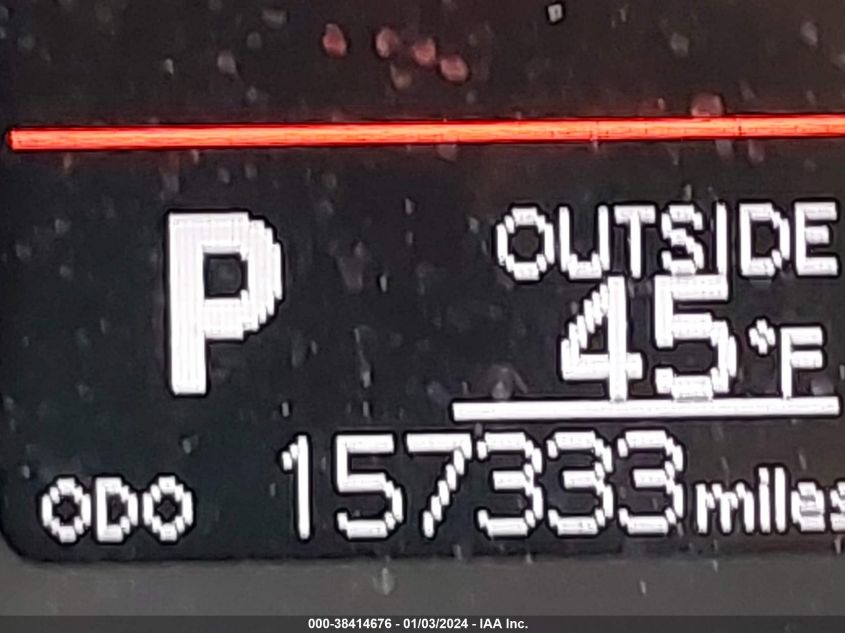 P
OUTSIDE
45°F
ODO 157333 miles
000-38414676 - 01/03/2024 - IAA Inc.